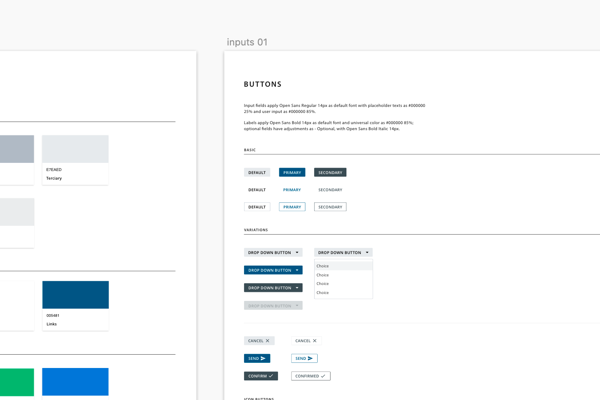 inputs 01
E7EAED
Terciary
Links
BUTTONS
Input fields apply Open Sans Regular 14px as default font with placeholder texts as #000000
25% and user input as #000000 85%.
Labels apply Open Sans Bold 14px as default font and universal color as #000000 85%.
optional fields have adjustments as - Optional, with Open Sans Bold Italic 14px.
BASIC
DEFAULT PRIMARY SECONDARY
DEFAULT PRIMARY SECONDARY
DEFAULT PRIMARY SECONDARY
VARIATIONS
DROP DOWN BUTTON DROP DOWN BUTTON
Choice
DROP DOWN BUTTON
Choice
Choice
DROP DOWN BUTTON
Choice
DROP DOWN BUTTON
CANCEL CANCEL
SEND SEND
CONFIRM CONFIRMED
ICON BUTTONS